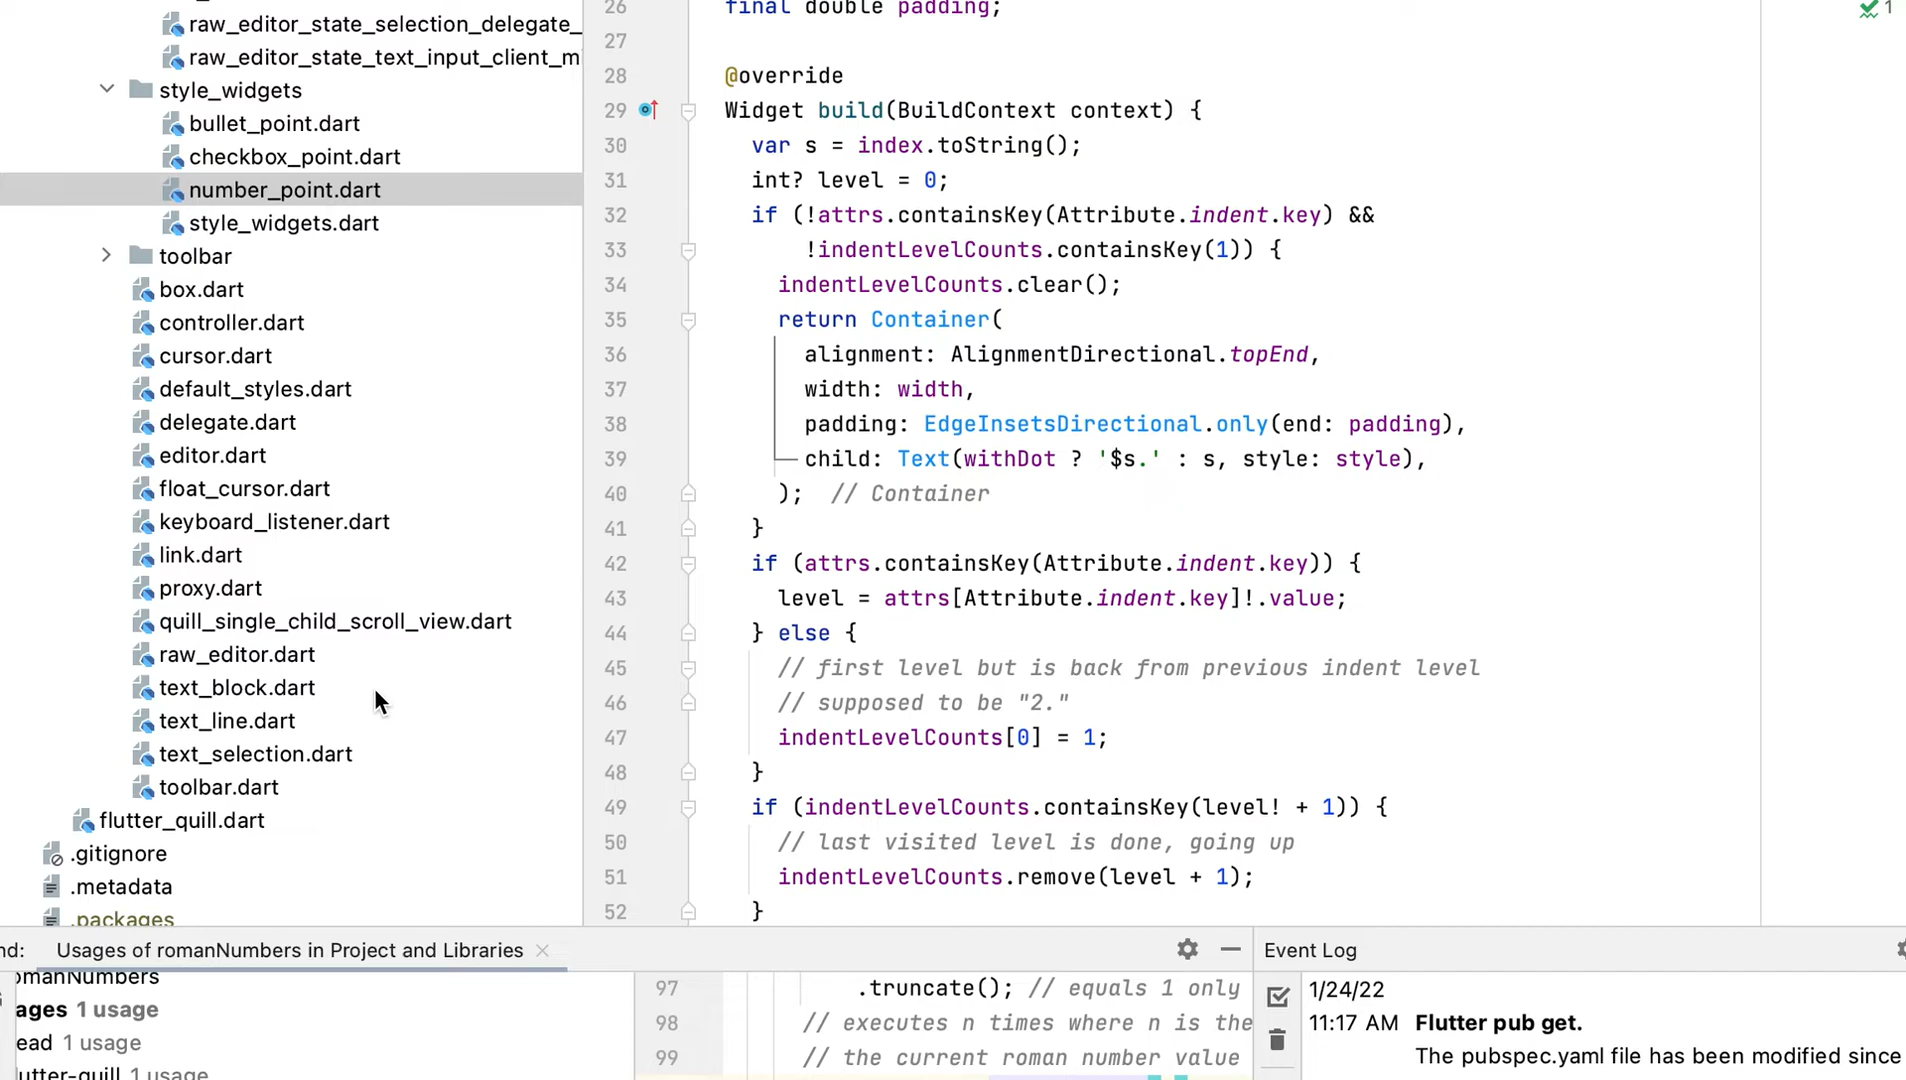 raw_editor_state_selection_delegate_
raw_editor_state_text_input_client_m
style_widgets
bullet_point.dart
checkbox_point.dart
number_point.dart
style_widgets.dart
toolbar
box.dart
controller.dart
cursor.dart
default_styles.dart
delegate.dart
editor.dart
float_cursor.dart
keyboard_listener.dart
link.dart
proxy.dart
quill_single_child_scroll_view.dart
raw_editor.dart
text_block.dart
text_line.dart
text_selection.dart
toolbar.dart
flutter_quill.dart
.gitignore
.metadata
.packages
26 final double padding;
27
28 @override
29 Widget build(BuildContext context) {
30 var s = index.toString();
31 int? level = 0;
32 if (!attrs.containsKey(Attribute.indent.key) &&
33 !indentLevelCounts.containsKey(1)) {
34 indentLevelCounts.clear();
35 return Container(
36 alignment: AlignmentDirectional.topEnd,
37 width: width,
38 padding: EdgeInsetsDirectional.only(end: padding),
39 child: Text(withDot ? '$s.' : s, style: style),
40 ); // Container
41 }
42 if (attrs.containsKey(Attribute.indent.key)) {
43 level = attrs[Attribute.indent.key]!.value;
44 } else {
45 // first level but is back from previous indent level
46 // supposed to be "2."
47 indentLevelCounts[0] = 1;
48 }
49 if (indentLevelCounts.containsKey(level! + 1)) {
50 // last visited level is done, going up
51 indentLevelCounts.remove(level + 1);
52 }
1
nd: Usages of romanNumbers in Project and Libraries
omanNumbers
ages 1 usage
ead 1 usage
utter-quill 1 usage
97 .truncate(); // equals 1 only
98 // executes n times where n is the
99 // the current roman number value
Event Log
1/24/22
11:17 AM Flutter pub get.
The pubspec.yaml file has been modified since